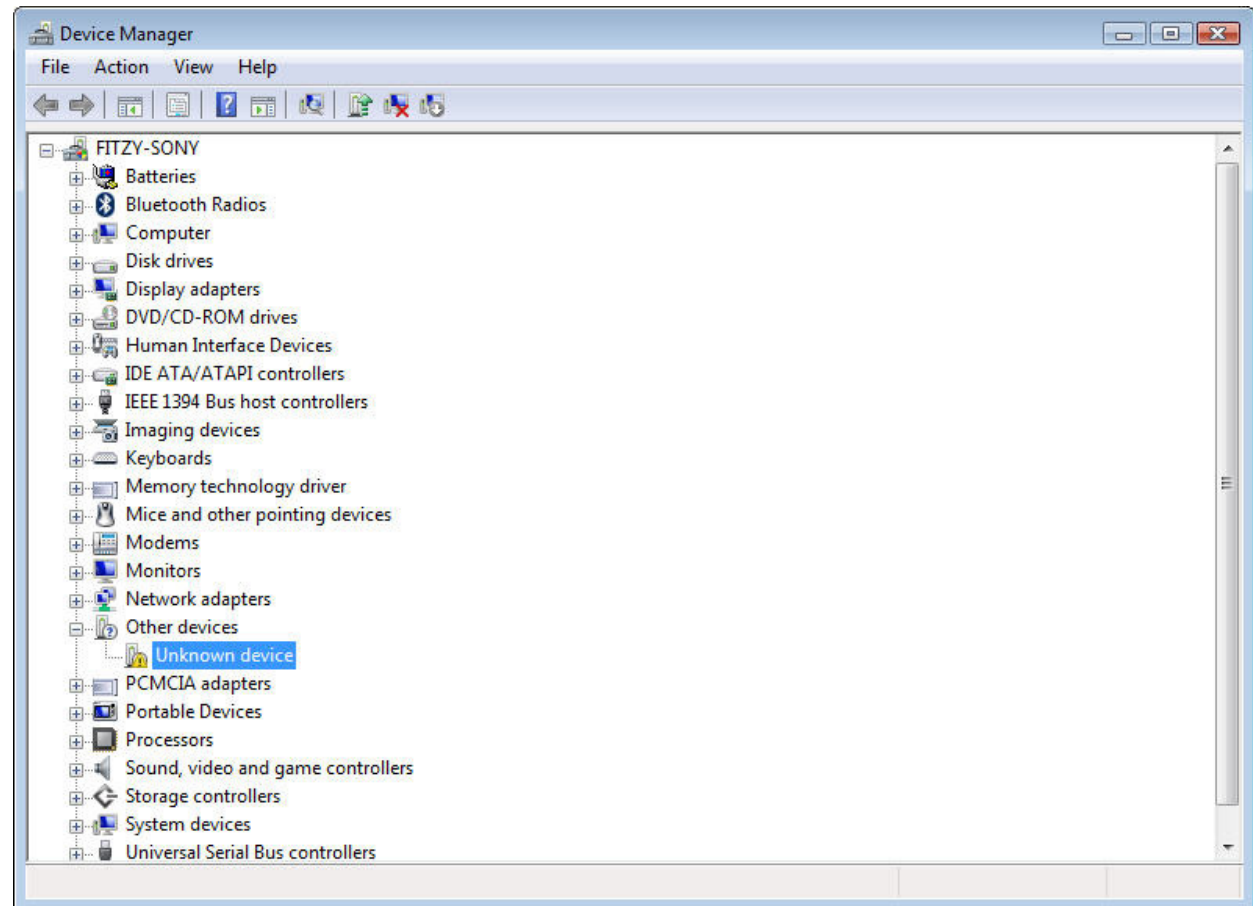 Device Manager
File Action View Help
FITZY-SONY
Batteries
Bluetooth Radios
Computer
Disk drives
Display adapters
DVD/CD-ROM drives
Human Interface Devices
IDE ATA/ATAPI controllers
IEEE 1394 Bus host controllers
Imaging devices
Keyboards
Memory technology driver
Mice and other pointing devices
Modems
Monitors
Network adapters
Other devices
Unknown device
PCMCIA adapters
Portable Devices
Processors
Sound, video and game controllers
Storage controllers
System devices
Universal Serial Bus controllers